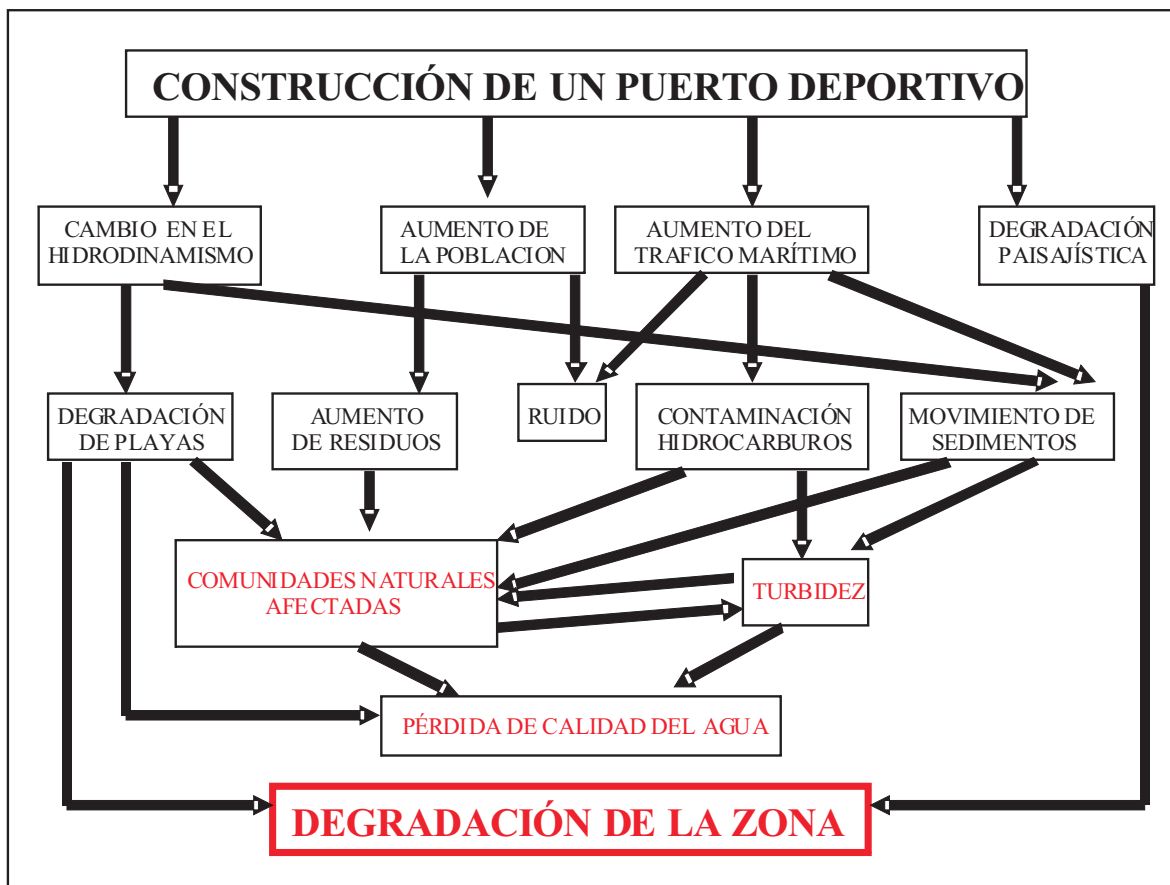 CONSTRUCCIÓN DE UN PUERTO DEPORTIVO
CAMBIO EN EL
HIDRODINAMISMO
AUMENTO DE
LA POBLACION
AUMENTO DEL
TRAFICO MARÍTIMO
DEGRADACIÓN
PAISAJÍSTICA
DEGRADACIÓN
DE PLAYAS
AUMENTO
DE RESIDUOS
RUIDO
CONTAMINACIÓN
HIDROCARBUROS
MOVIMIENTO DE
SEDIMENTOS
COMUNIDADES NATURALES
AFECTADAS
TURBIDEZ
PÉRDIDA DE CALIDAD DEL AGUA
DEGRADACIÓN DE LA ZONA